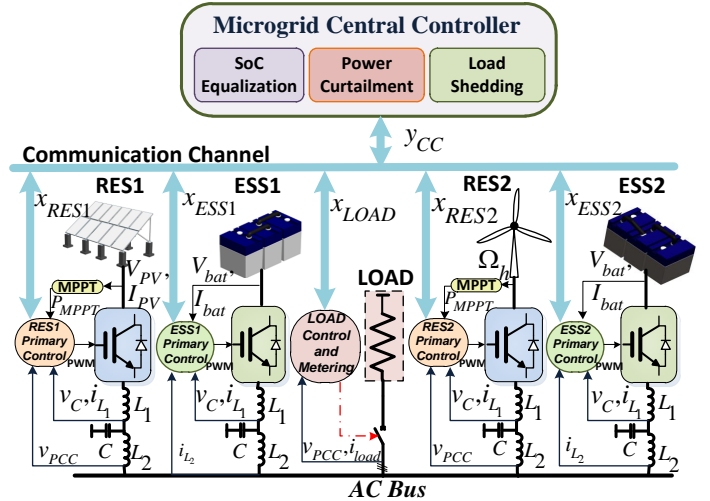 Microgrid Central Controller
SoC Equalization
Power Curtailment
Load Shedding
y_CC
Communication Channel
RES1
ESS1
RES2
ESS2
x_RES1
x_ESS1
x_LOAD
x_RES2
x_ESS2
LOAD
V_PV,
I_PV
MPPT
P_MPPT
V_bat,
I_bat
Ω_h
MPPT
P_MPPT
V_bat,
I_bat
RES1 Primary Control
PWM
ESS1 Primary Control
PWM
LOAD Control and Metering
RES2 Primary Control
PWM
ESS2 Primary Control
PWM
v_C, i_L1
L_1
v_C, i_L1
L_1
v_C, i_L1
L_1
v_C, i_L1
L_1
v_PCC
C
L_2
i_L2
C
L_2
v_PCC, i_load
v_PCC
C
L_2
i_L2
C
L_2
AC Bus